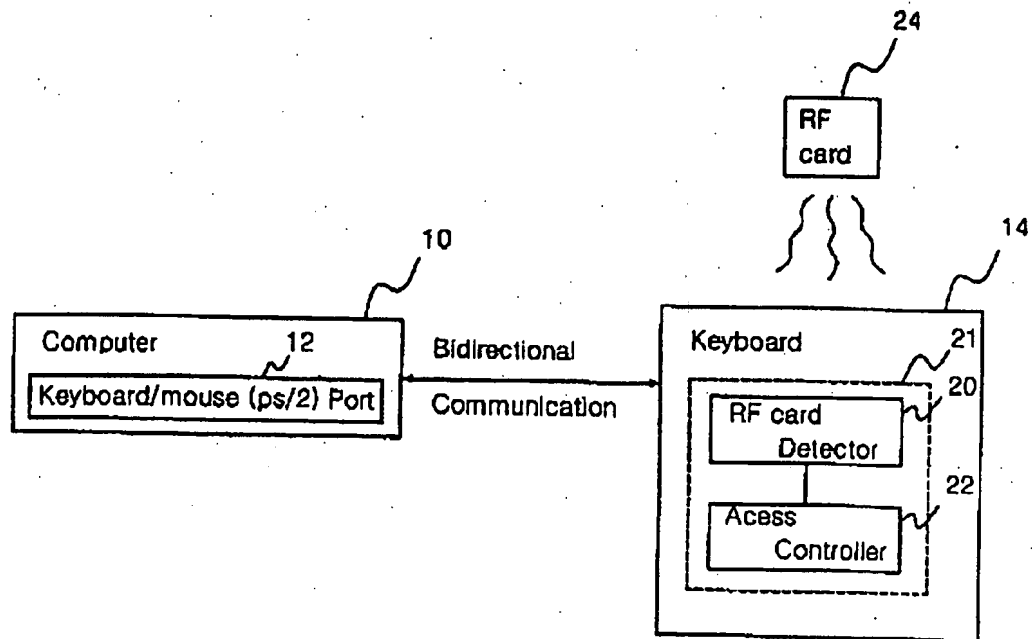 24
RF
card
10
14
Computer
12
Keyboard/mouse (ps/2) Port
Bidirectional
Communication
Keyboard
21
20
RF card
Detector
22
Acess
Controller